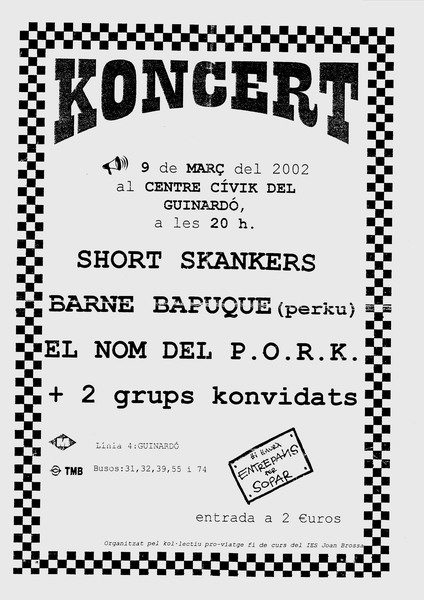 KONCERT
9 de MARÇ del 2002
al CENTRE CÍVIK DEL
GUINARDÓ,
a les 20 h.
SHORT SKANKERS
BARNE BAPUQUE (perku)
EL NOM DEL P.O.R.K.
+ 2 grups konvidats
M
Línia 4:GUINARDÓ
TMB
Busos:31,32,39,55 i 74
HI HAURÀ
ENTREPANS
PER
SOPAR
entrada a 2 €uros
Organitzat pel kol·lectiu pro-viatge fi de curs del IES Joan Brossa